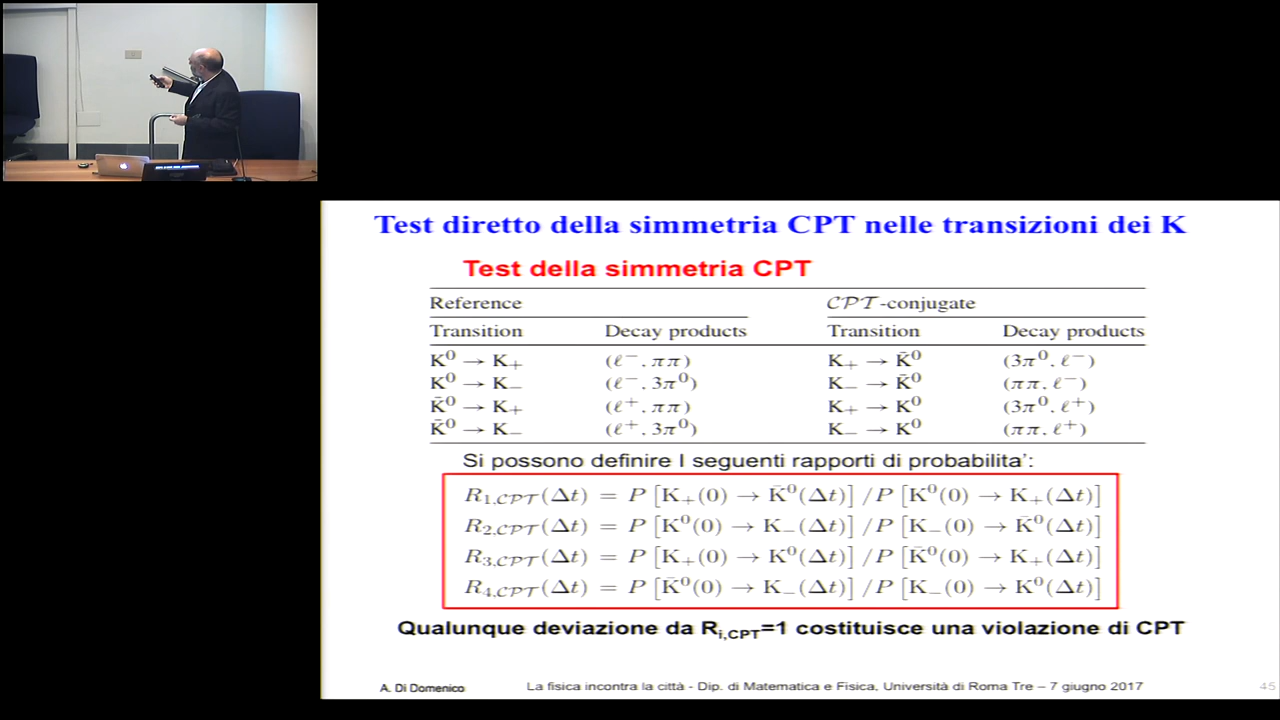 Test diretto della simmetria CPT nelle transizioni dei K
Test della simmetria CPT
Reference 𝒞𝒫𝒯-conjugate
Transition Decay products Transition Decay products
K⁰ → K₊ (ℓ⁻, ππ) K₊ → K̄⁰ (3π⁰, ℓ⁻)
K⁰ → K₋ (ℓ⁻, 3π⁰) K₋ → K̄⁰ (ππ, ℓ⁻)
K̄⁰ → K₊ (ℓ⁺, ππ) K₊ → K⁰ (3π⁰, ℓ⁺)
K̄⁰ → K₋ (ℓ⁺, 3π⁰) K₋ → K⁰ (ππ, ℓ⁺)
Si possono definire I seguenti rapporti di probabilita’:
R₁,𝒞𝒫𝒯(Δt) = P [K₊(0) → K̄⁰(Δt)] /P [K⁰(0) → K₊(Δt)]
R₂,𝒞𝒫𝒯(Δt) = P [K⁰(0) → K₋(Δt)] /P [K₋(0) → K̄⁰(Δt)]
R₃,𝒞𝒫𝒯(Δt) = P [K₊(0) → K⁰(Δt)] /P [K̄⁰(0) → K₊(Δt)]
R₄,𝒞𝒫𝒯(Δt) = P [K̄⁰(0) → K₋(Δt)] /P [K₋(0) → K⁰(Δt)]
Qualunque deviazione da Ri,CPT=1 costituisce una violazione di CPT
A. Di Domenico La fisica incontra la città - Dip. di Matematica e Fisica, Università di Roma Tre – 7 giugno 2017 45